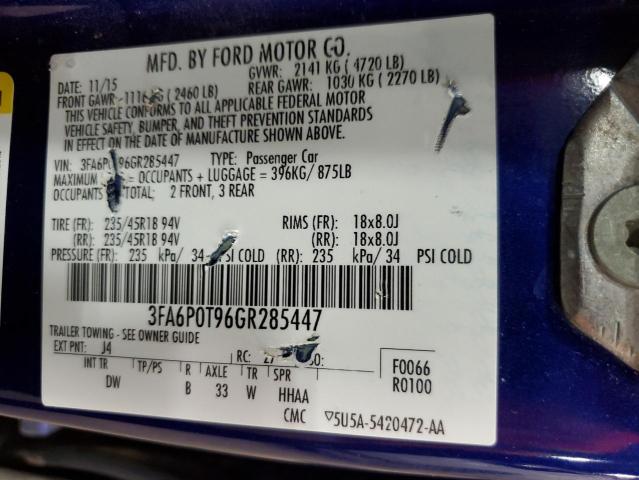 MFD. BY FORD MOTOR CO.
DATE: 11/15 GVWR: 2141 KG ( 4720 LB)
FRONT GAWR: 1116 KG ( 2460 LB) REAR GAWR: 1030 KG ( 2270 LB)
THIS VEHICLE CONFORMS TO ALL APPLICABLE FEDERAL MOTOR
VEHICLE SAFETY, BUMPER, AND THEFT PREVENTION STANDARDS
IN EFFECT ON THE DATE OF MANUFACTURE SHOWN ABOVE.
VIN: 3FA6P0T96GR285447 TYPE: Passenger Car
MAXIMUM = OCCUPANTS + LUGGAGE = 396KG/ 875LB
OCCUPANTS TOTAL: 2 FRONT, 3 REAR
TIRE (FR): 235/45R18 94V RIMS (FR): 18x8.0J
(RR): 235/45R18 94V (RR): 18x8.0J
PRESSURE (FR): 235 kPa/ 34 PSI COLD (RR): 235 kPa/ 34 PSI COLD
3FA6P0T96GR285447
TRAILER TOWING - SEE OWNER GUIDE
EXT PNT: J4 RC: 27 F0066
INT TR TP/PS R AXLE TR SPR R0100
DW B 33 W HHAA
CMC ▽5U5A-5420472-AA